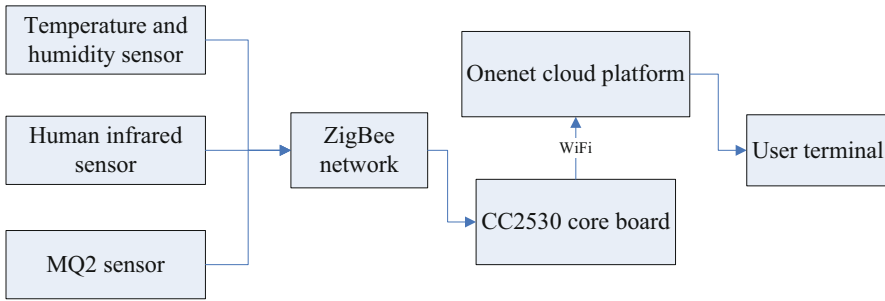 Temperature and
humidity sensor
Human infrared
sensor
MQ2 sensor
ZigBee
network
Onenet cloud platform
WiFi
CC2530 core board
User terminal